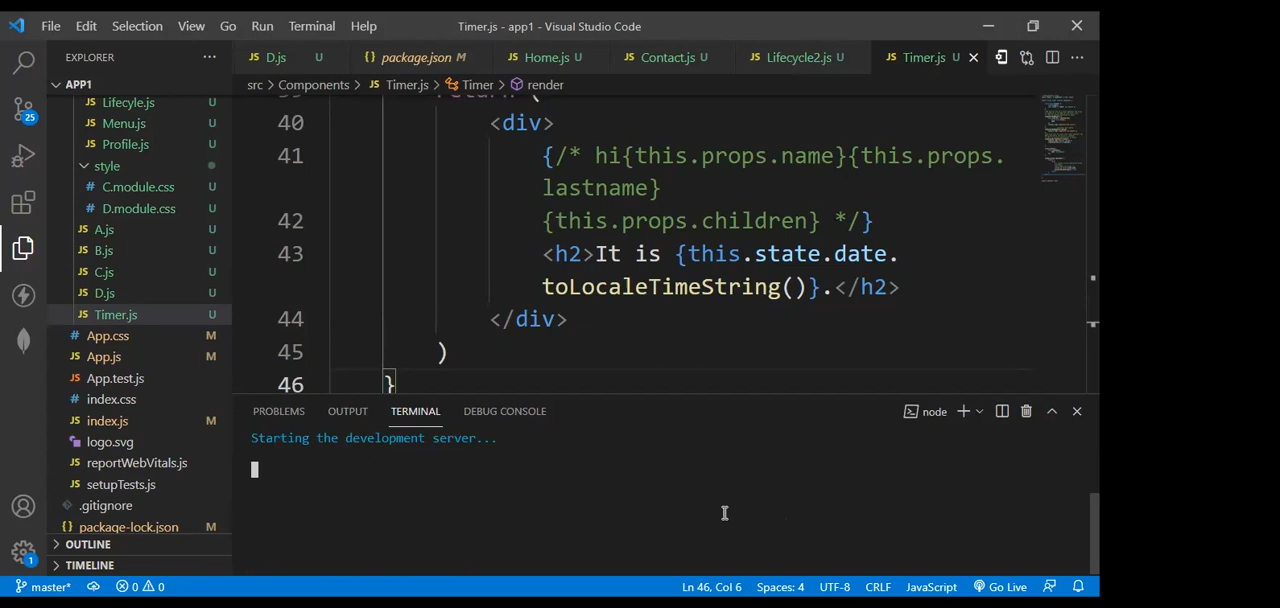 File Edit Selection View Go Run Terminal Help
Timer.js - app1 - Visual Studio Code
EXPLORER
APP1
Lifecyle.js U
Menu.js U
Profile.js U
style
C.module.css U
D.module.css U
A.js U
B.js U
C.js U
D.js U
Timer.js U
App.css M
App.js M
App.test.js
index.css
index.js M
logo.svg
reportWebVitals.js
setupTests.js
.gitignore
package-lock.json M
OUTLINE
TIMELINE
25
1
D.js U
package.json M
Home.js U
Contact.js U
Lifecycle2.js U
Timer.js U
src > Components > Timer.js > Timer > render
40 <div>
41 {/* hi{this.props.name}{this.props.
lastname}
42 {this.props.children} */}
43 <h2>It is {this.state.date.
toLocaleTimeString()}.</h2>
44 </div>
45 )
46 }
PROBLEMS OUTPUT TERMINAL DEBUG CONSOLE
node
Starting the development server...
master* 0 0
Ln 46, Col 6 Spaces: 4 UTF-8 CRLF JavaScript Go Live